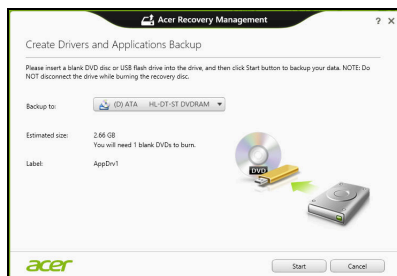 Acer Recovery Management
? X
Create Drivers and Applications Backup
Please insert a blank DVD disc or USB flash drive into the drive, and then click Start button to backup your data. NOTE: Do
NOT disconnect the drive while burning the recovery disc.
Backup to: (D) ATA HL-DT-ST DVDRAM
Estimated size: 2.66 GB
You will need 1 blank DVDs to burn.
Label: AppDrv1
DVD
acer Start Cancel